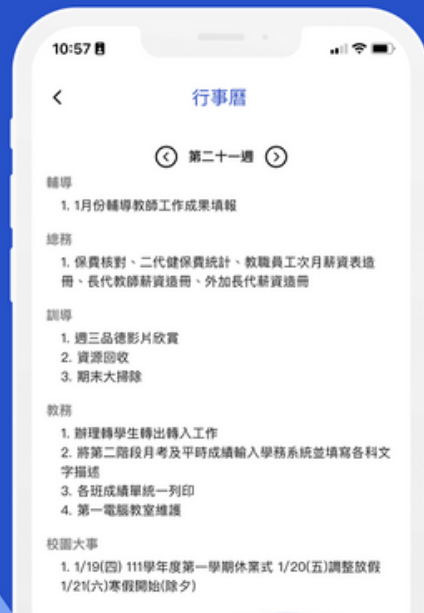 10:57
行事曆
第二十一週
輔導
1. 1月份輔導教師工作成果填報
總務
1. 保費核對、二代健保費統計、教職員工次月薪資表造
冊、長代教師薪資造冊、外加長代薪資造冊
訓導
1. 週三品德影片欣賞
2. 資源回收
3. 期末大掃除
教務
1. 辦理轉學生轉出轉入工作
2. 將第二階段月考及平時成績輸入學務系統並填寫各科文
字描述
3. 各班成績單統一列印
4. 第一電腦教室維護
校園大事
1. 1/19(四) 111學年度第一學期休業式 1/20(五)調整放假
1/21(六)寒假開始(除夕)